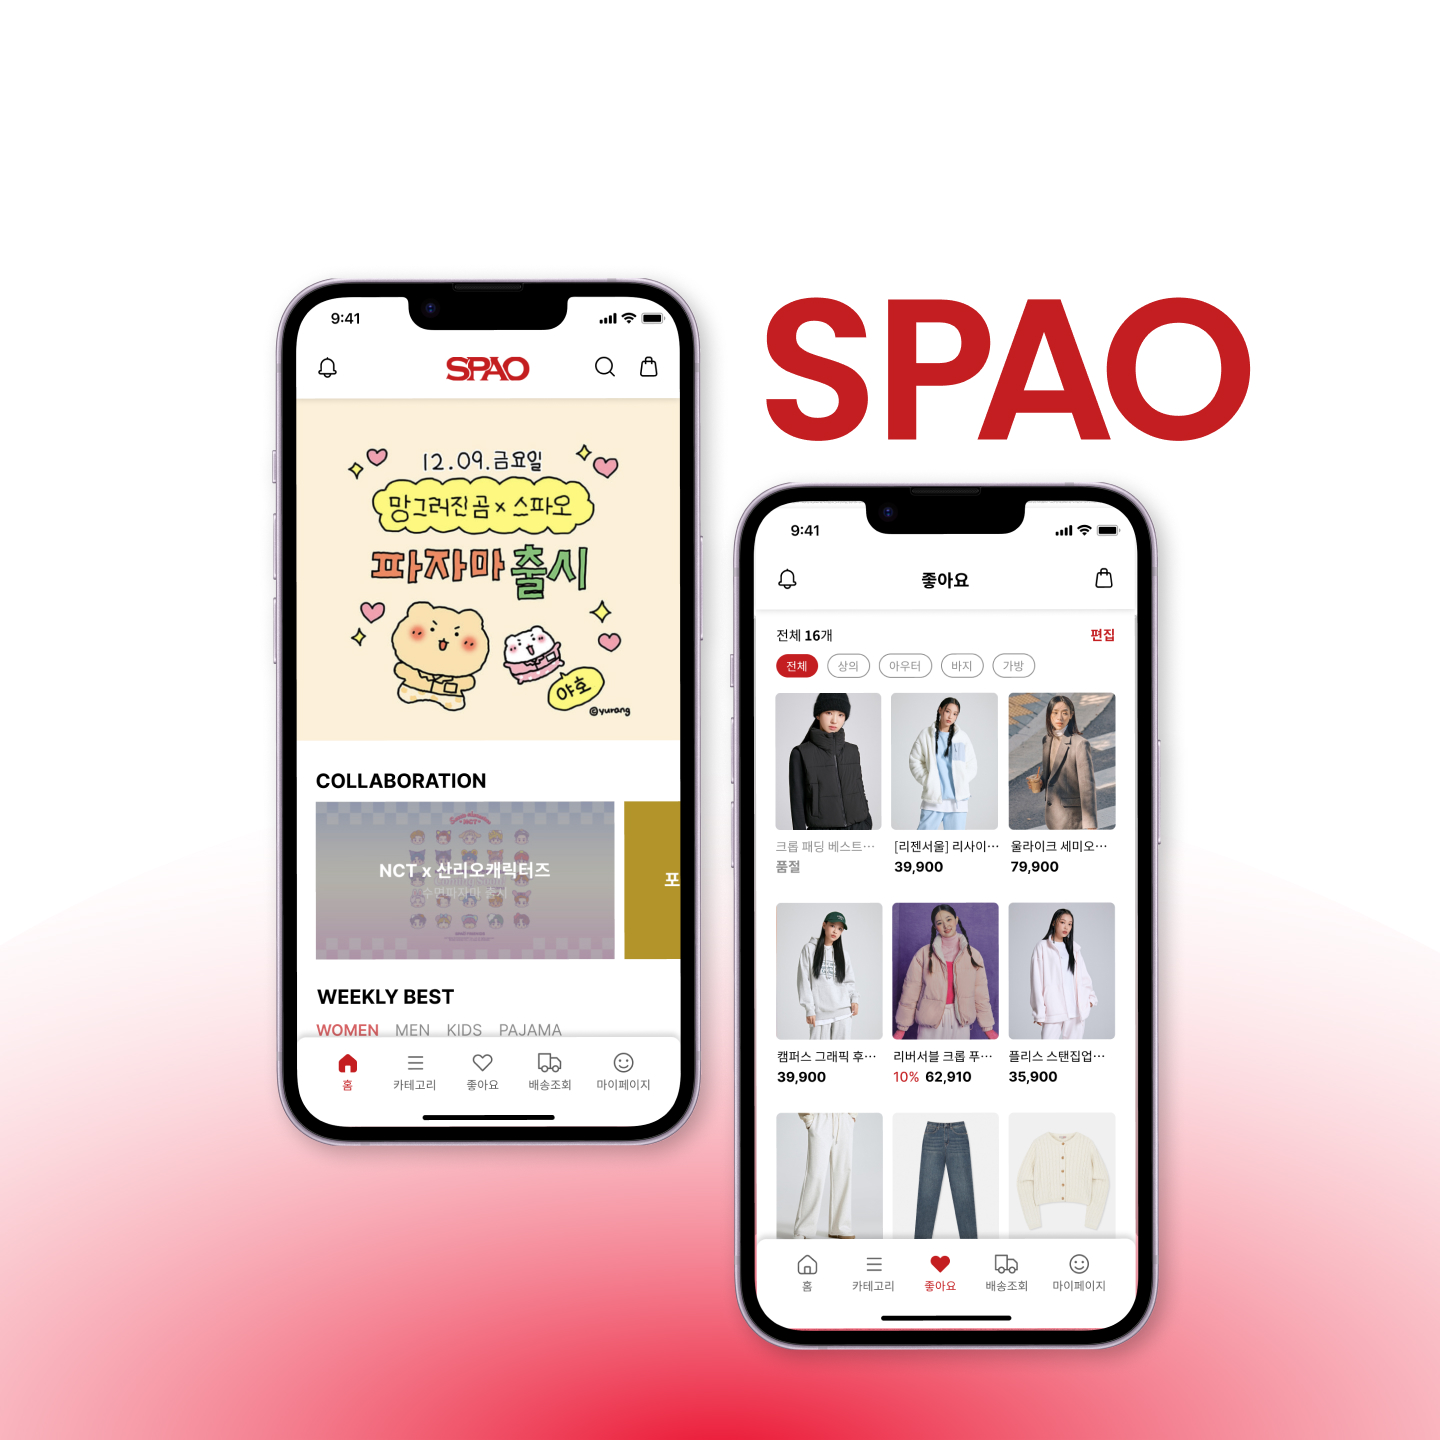 SPAO
9:41
SPAO
12.09.금요일
망그러진 곰 x 스파오
파자마 출시
야호
©yurang
COLLABORATION
NCT x 산리오캐릭터즈
수면파자마 출시
포
WEEKLY BEST
WOMEN MEN KIDS PAJAMA
홈 카테고리 좋아요 배송조회 마이페이지
9:41
좋아요
전체 16개 편집
전체 상의 아우터 바지 가방
크롭 패딩 베스트··· [리젠서울] 리사이··· 울라이크 세미오···
품절 39,900 79,900
캠퍼스 그래픽 후··· 리버서블 크롭 푸··· 플리스 스탠집업···
39,900 10% 62,910 35,900
홈 카테고리 좋아요 배송조회 마이페이지